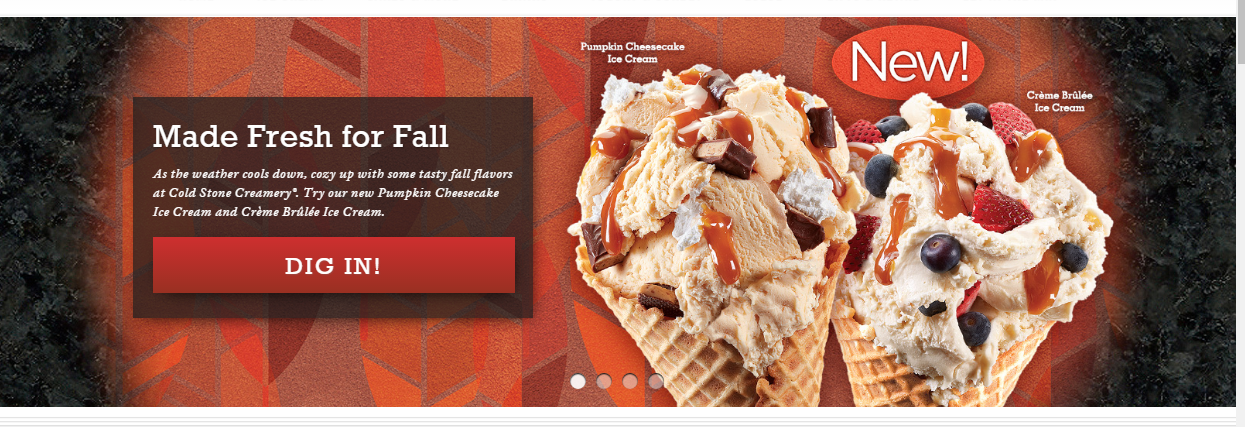 Pumpkin Cheesecake
Ice Cream
New!
Crème Brûlée
Ice Cream
Made Fresh for Fall
As the weather cools down, cozy up with some tasty fall flavors
at Cold Stone Creamery®. Try our new Pumpkin Cheesecake
Ice Cream and Crème Brûlée Ice Cream.
DIG IN!